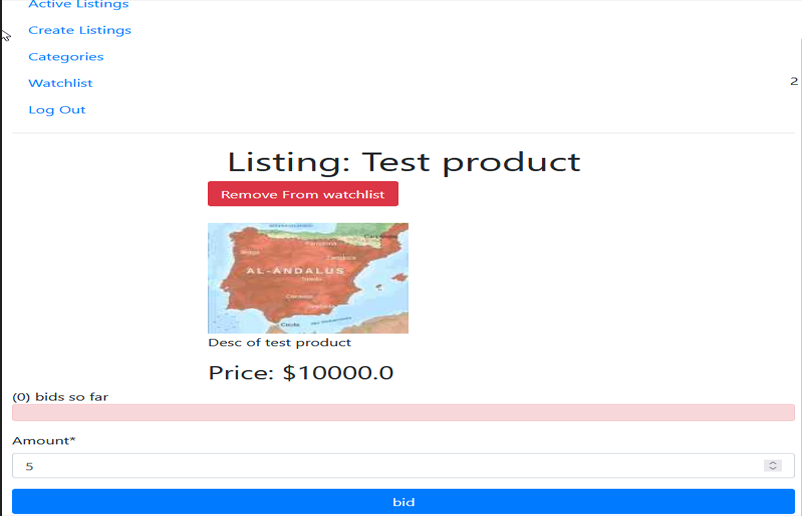 Active Listings
Create Listings
Categories
Watchlist
2
Log Out
Listing: Test product
Remove From watchlist
AL-ANDALUS
Ceuta
Desc of test product
Price: $10000.0
(0) bids so far
Amount*
5
bid